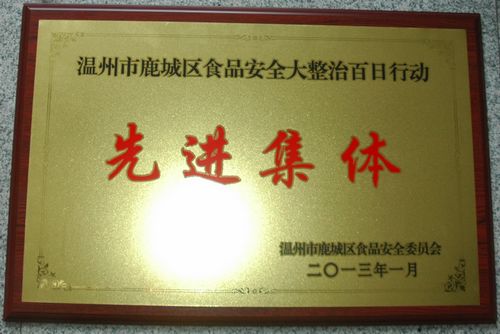 温州市鹿城区食品安全大整治百日行动
先进集体
温州市鹿城区食品安全委员会
二〇一三年一月